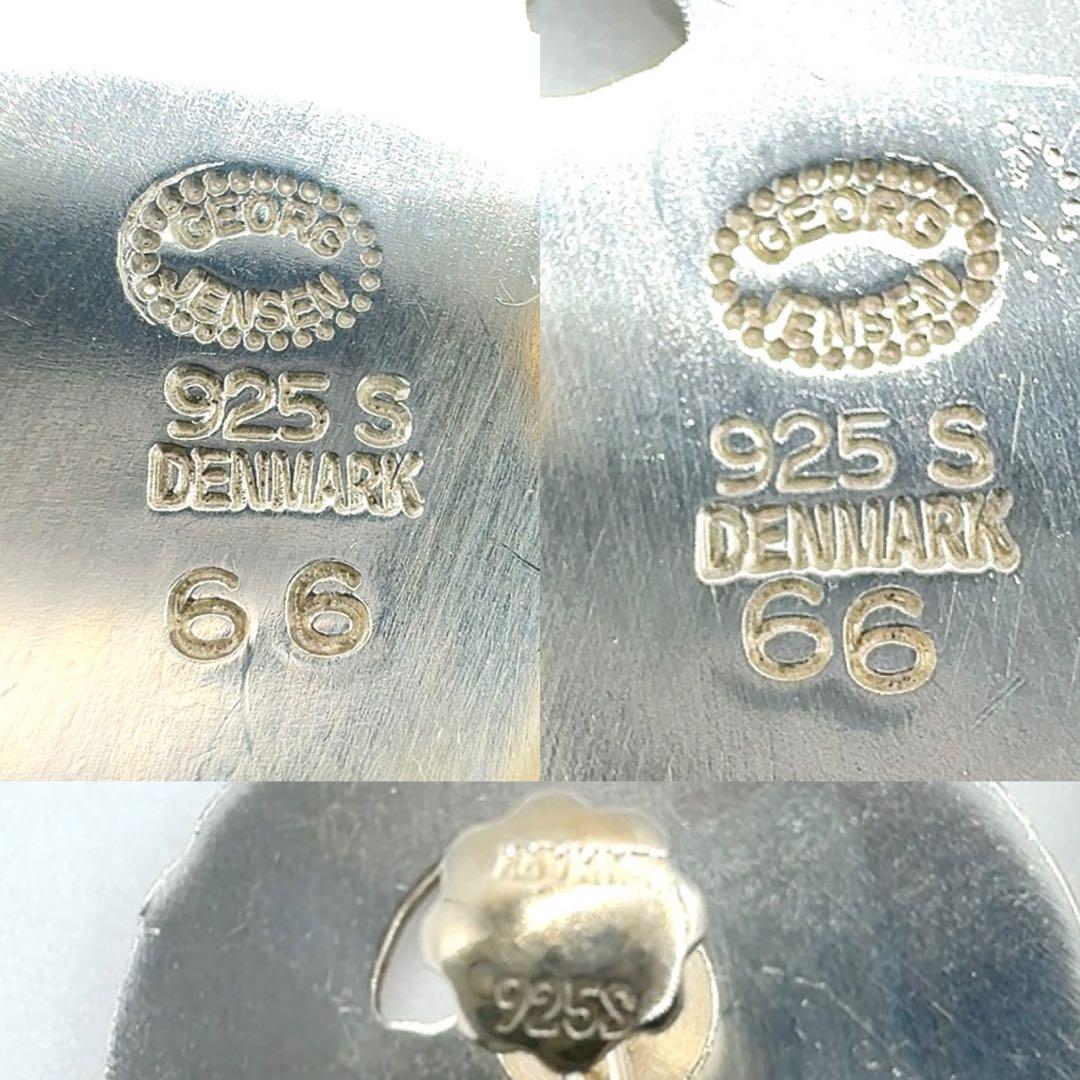 GEORG
JENSEN
925 S
DENMARK
66
GEORG
JENSEN
925 S
DENMARK
66
925S